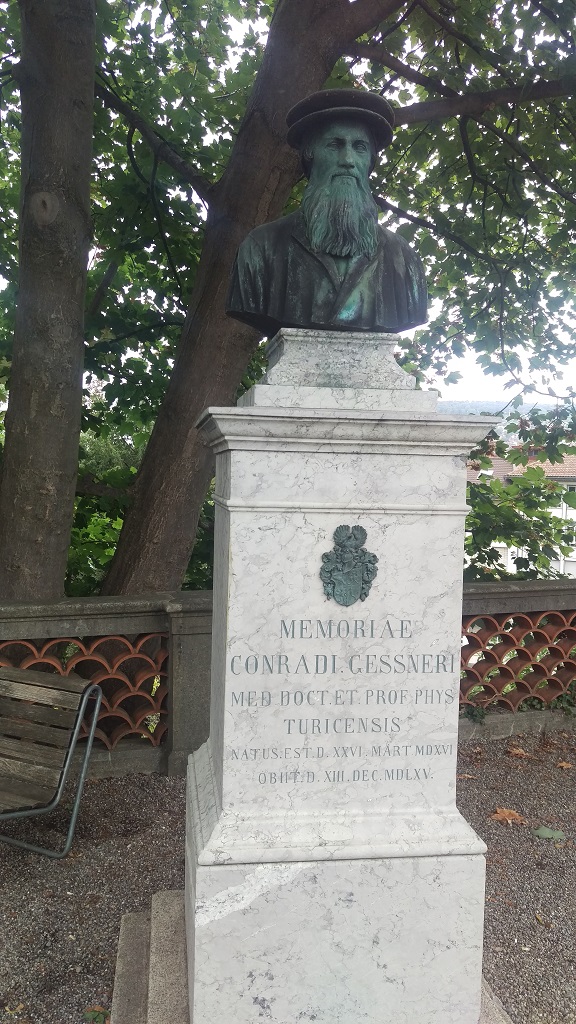 MEMORIAE
CONRADI.GESSNERI
MED DOCT.ET.PROF.PHYS
TURICENSIS
NATUS.EST.D.XXVI.MART MDXVI
OBIIT.D.XIII.DEC.MDLXV.